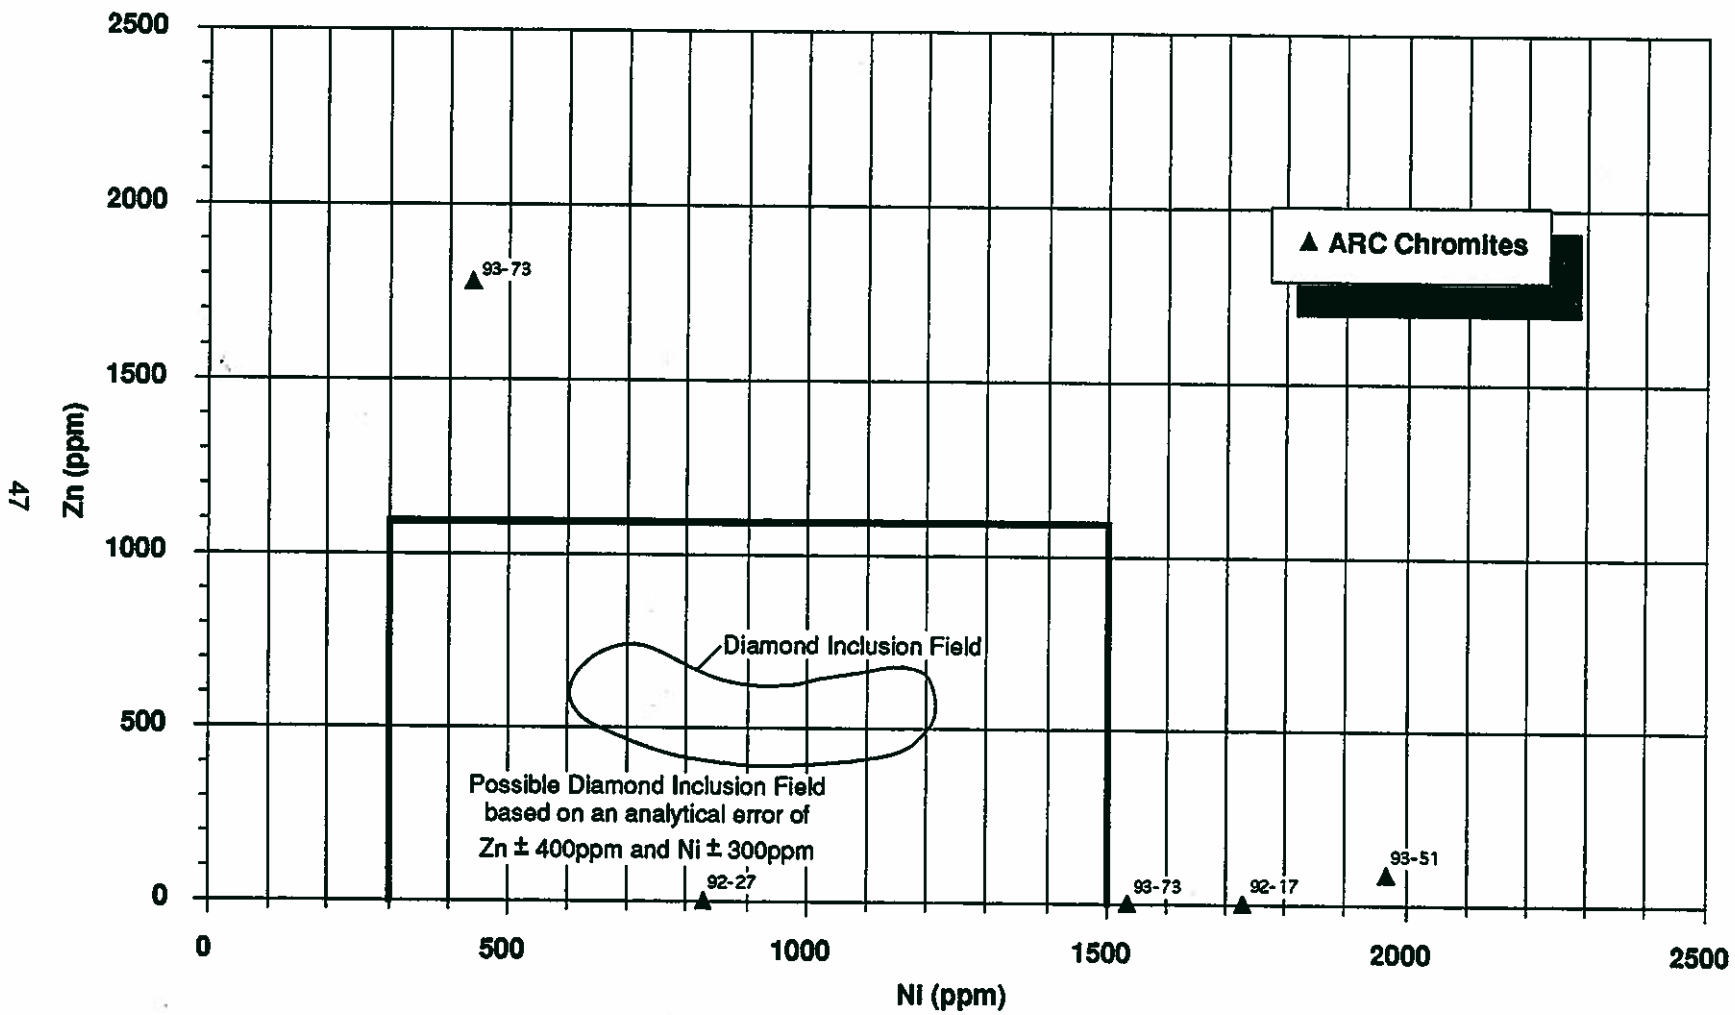 2500
2000
1500
1000
500
0
Zn (ppm)
47
93-73
▲ ARC Chromites
Diamond Inclusion Field
Possible Diamond Inclusion Field
based on an analytical error of
Zn ± 400ppm and Ni ± 300ppm
92-27
93-73
92-17
93-51
0
500
1000
1500
2000
2500
Ni (ppm)